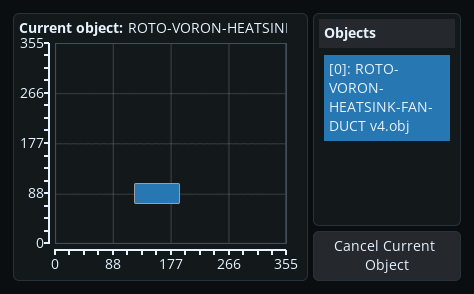 Current object: ROTO-VORON-HEATSIN
355
266
177
88
0
0
88
177
266
355
Objects
[0]: ROTO-
VORON-
HEATSINK-FAN-
DUCT v4.obj
Cancel Current
Object